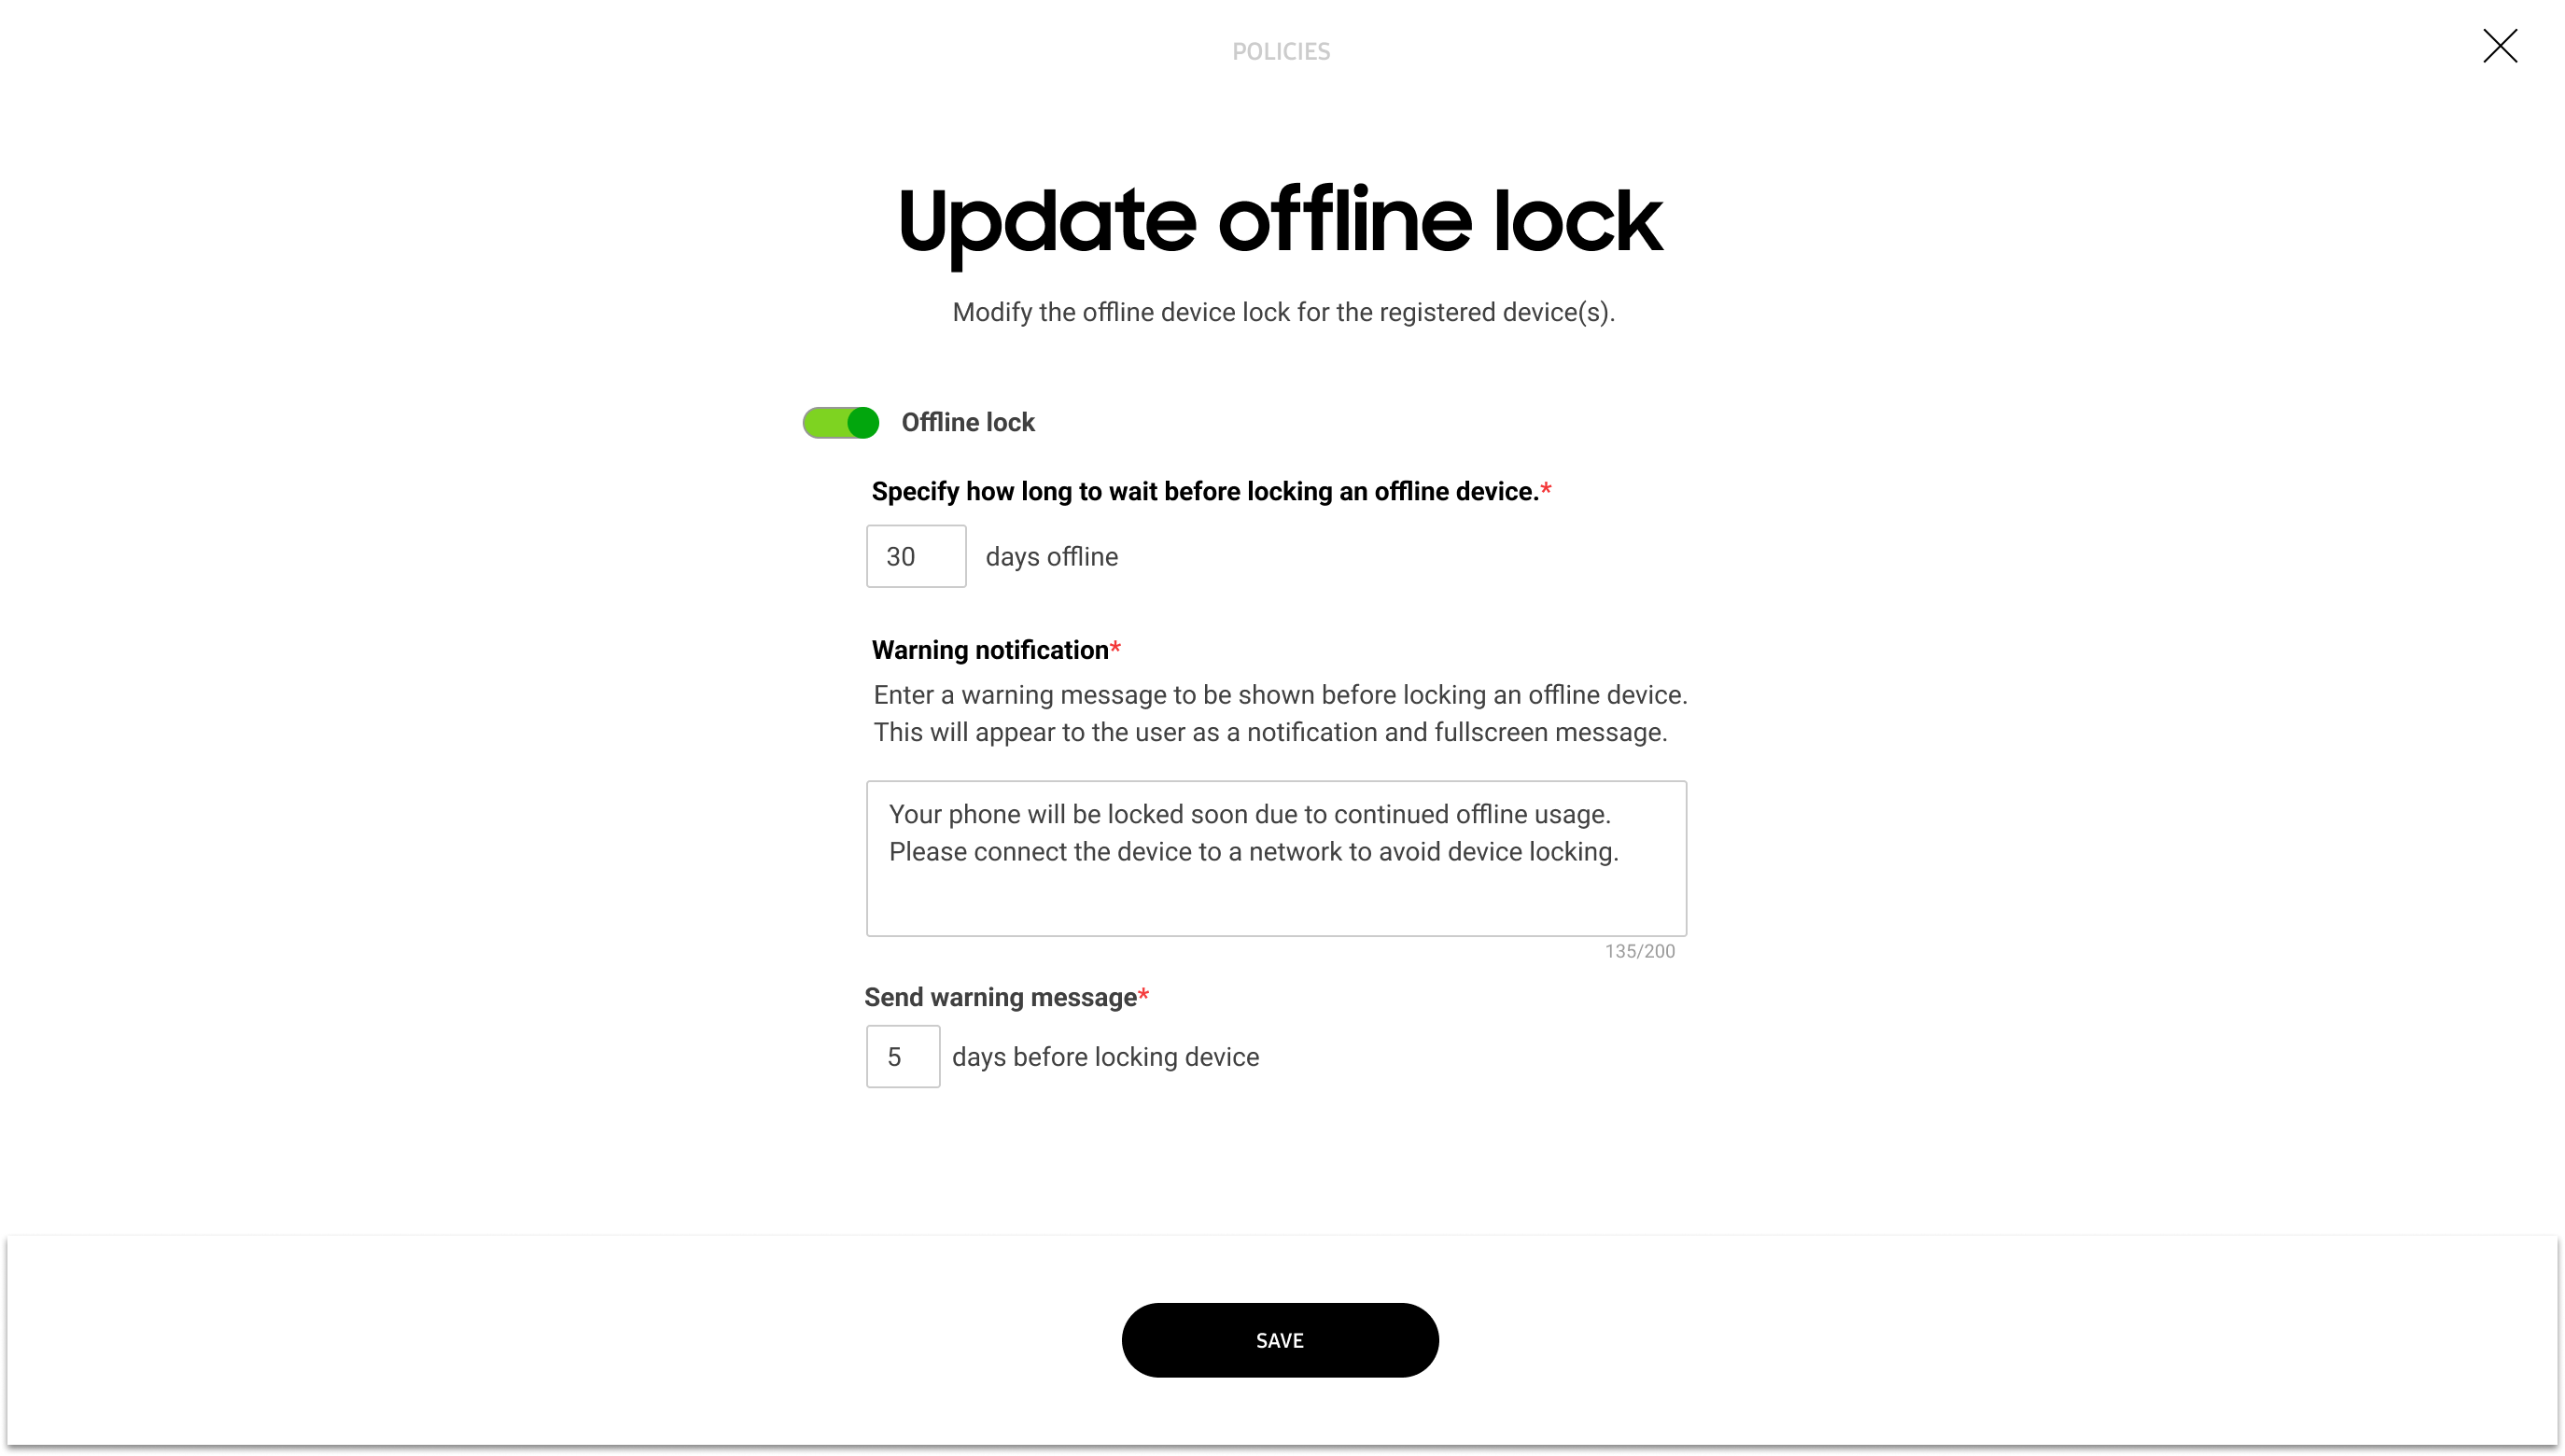 POLICIES
Update offline lock
Modify the offline device lock for the registered device(s).
Offline lock
Specify how long to wait before locking an offline device.*
30 days offline
Warning notification*
Enter a warning message to be shown before locking an offline device.
This will appear to the user as a notification and fullscreen message.
Your phone will be locked soon due to continued offline usage.
Please connect the device to a network to avoid device locking.
135/200
Send warning message*
5 days before locking device
SAVE